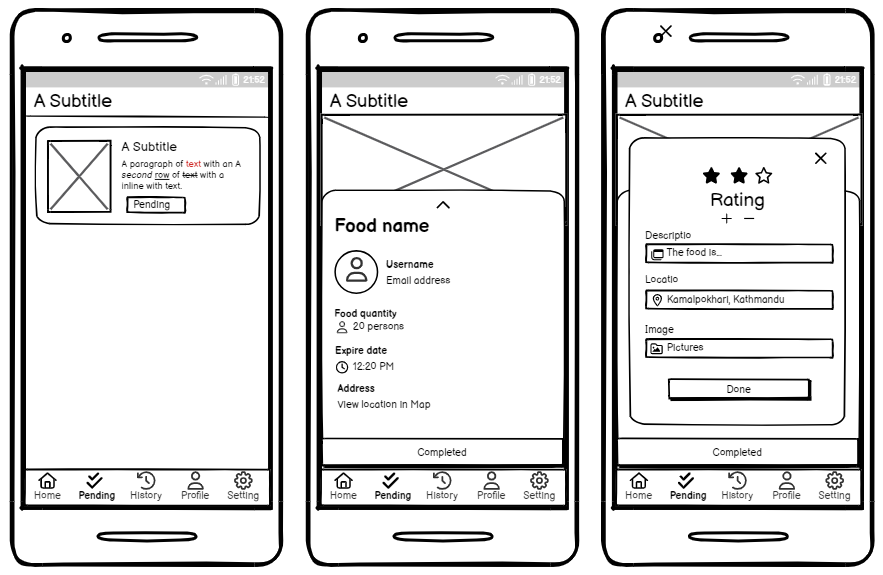 21:52
A Subtitle
A Subtitle
A paragraph of text with an A
second row of text with a
inline with text.
Pending
Home Pending History Profile Setting
21:52
A Subtitle
Food name
Username
Email address
Food quantity
20 persons
Expire date
12:20 PM
Address
View location in Map
Completed
Home Pending History Profile Setting
21:52
A Subtitle
Rating
+ −
Descriptio
The food is...
Locatio
Kamalpokhari, Kathmandu
Image
Pictures
Done
Completed
Home Pending History Profile Setting